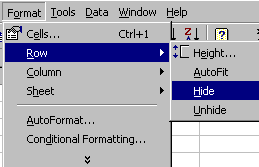 Format Tools Data Window Help
Cells... Ctrl+1
Row
Column
Sheet
AutoFormat...
Conditional Formatting...
Height...
AutoFit
Hide
Unhide